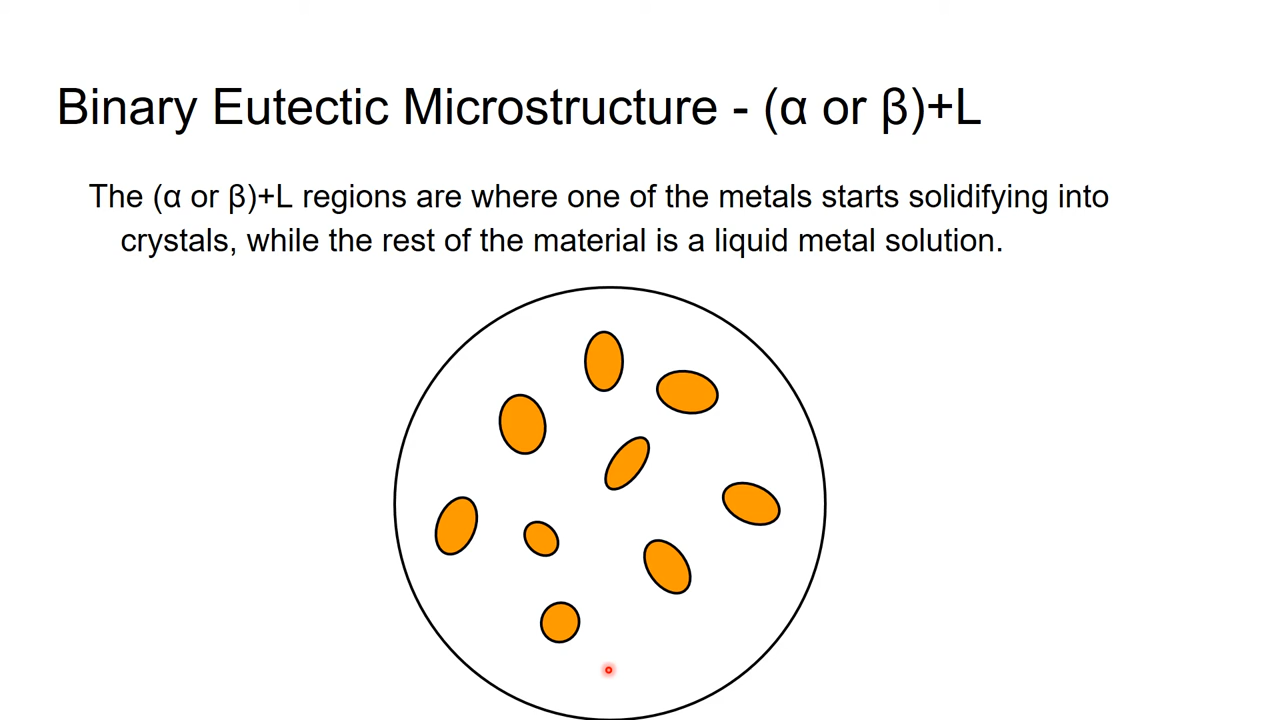 Binary Eutectic Microstructure - (α or β)+L
The (α or β)+L regions are where one of the metals starts solidifying into
crystals, while the rest of the material is a liquid metal solution.